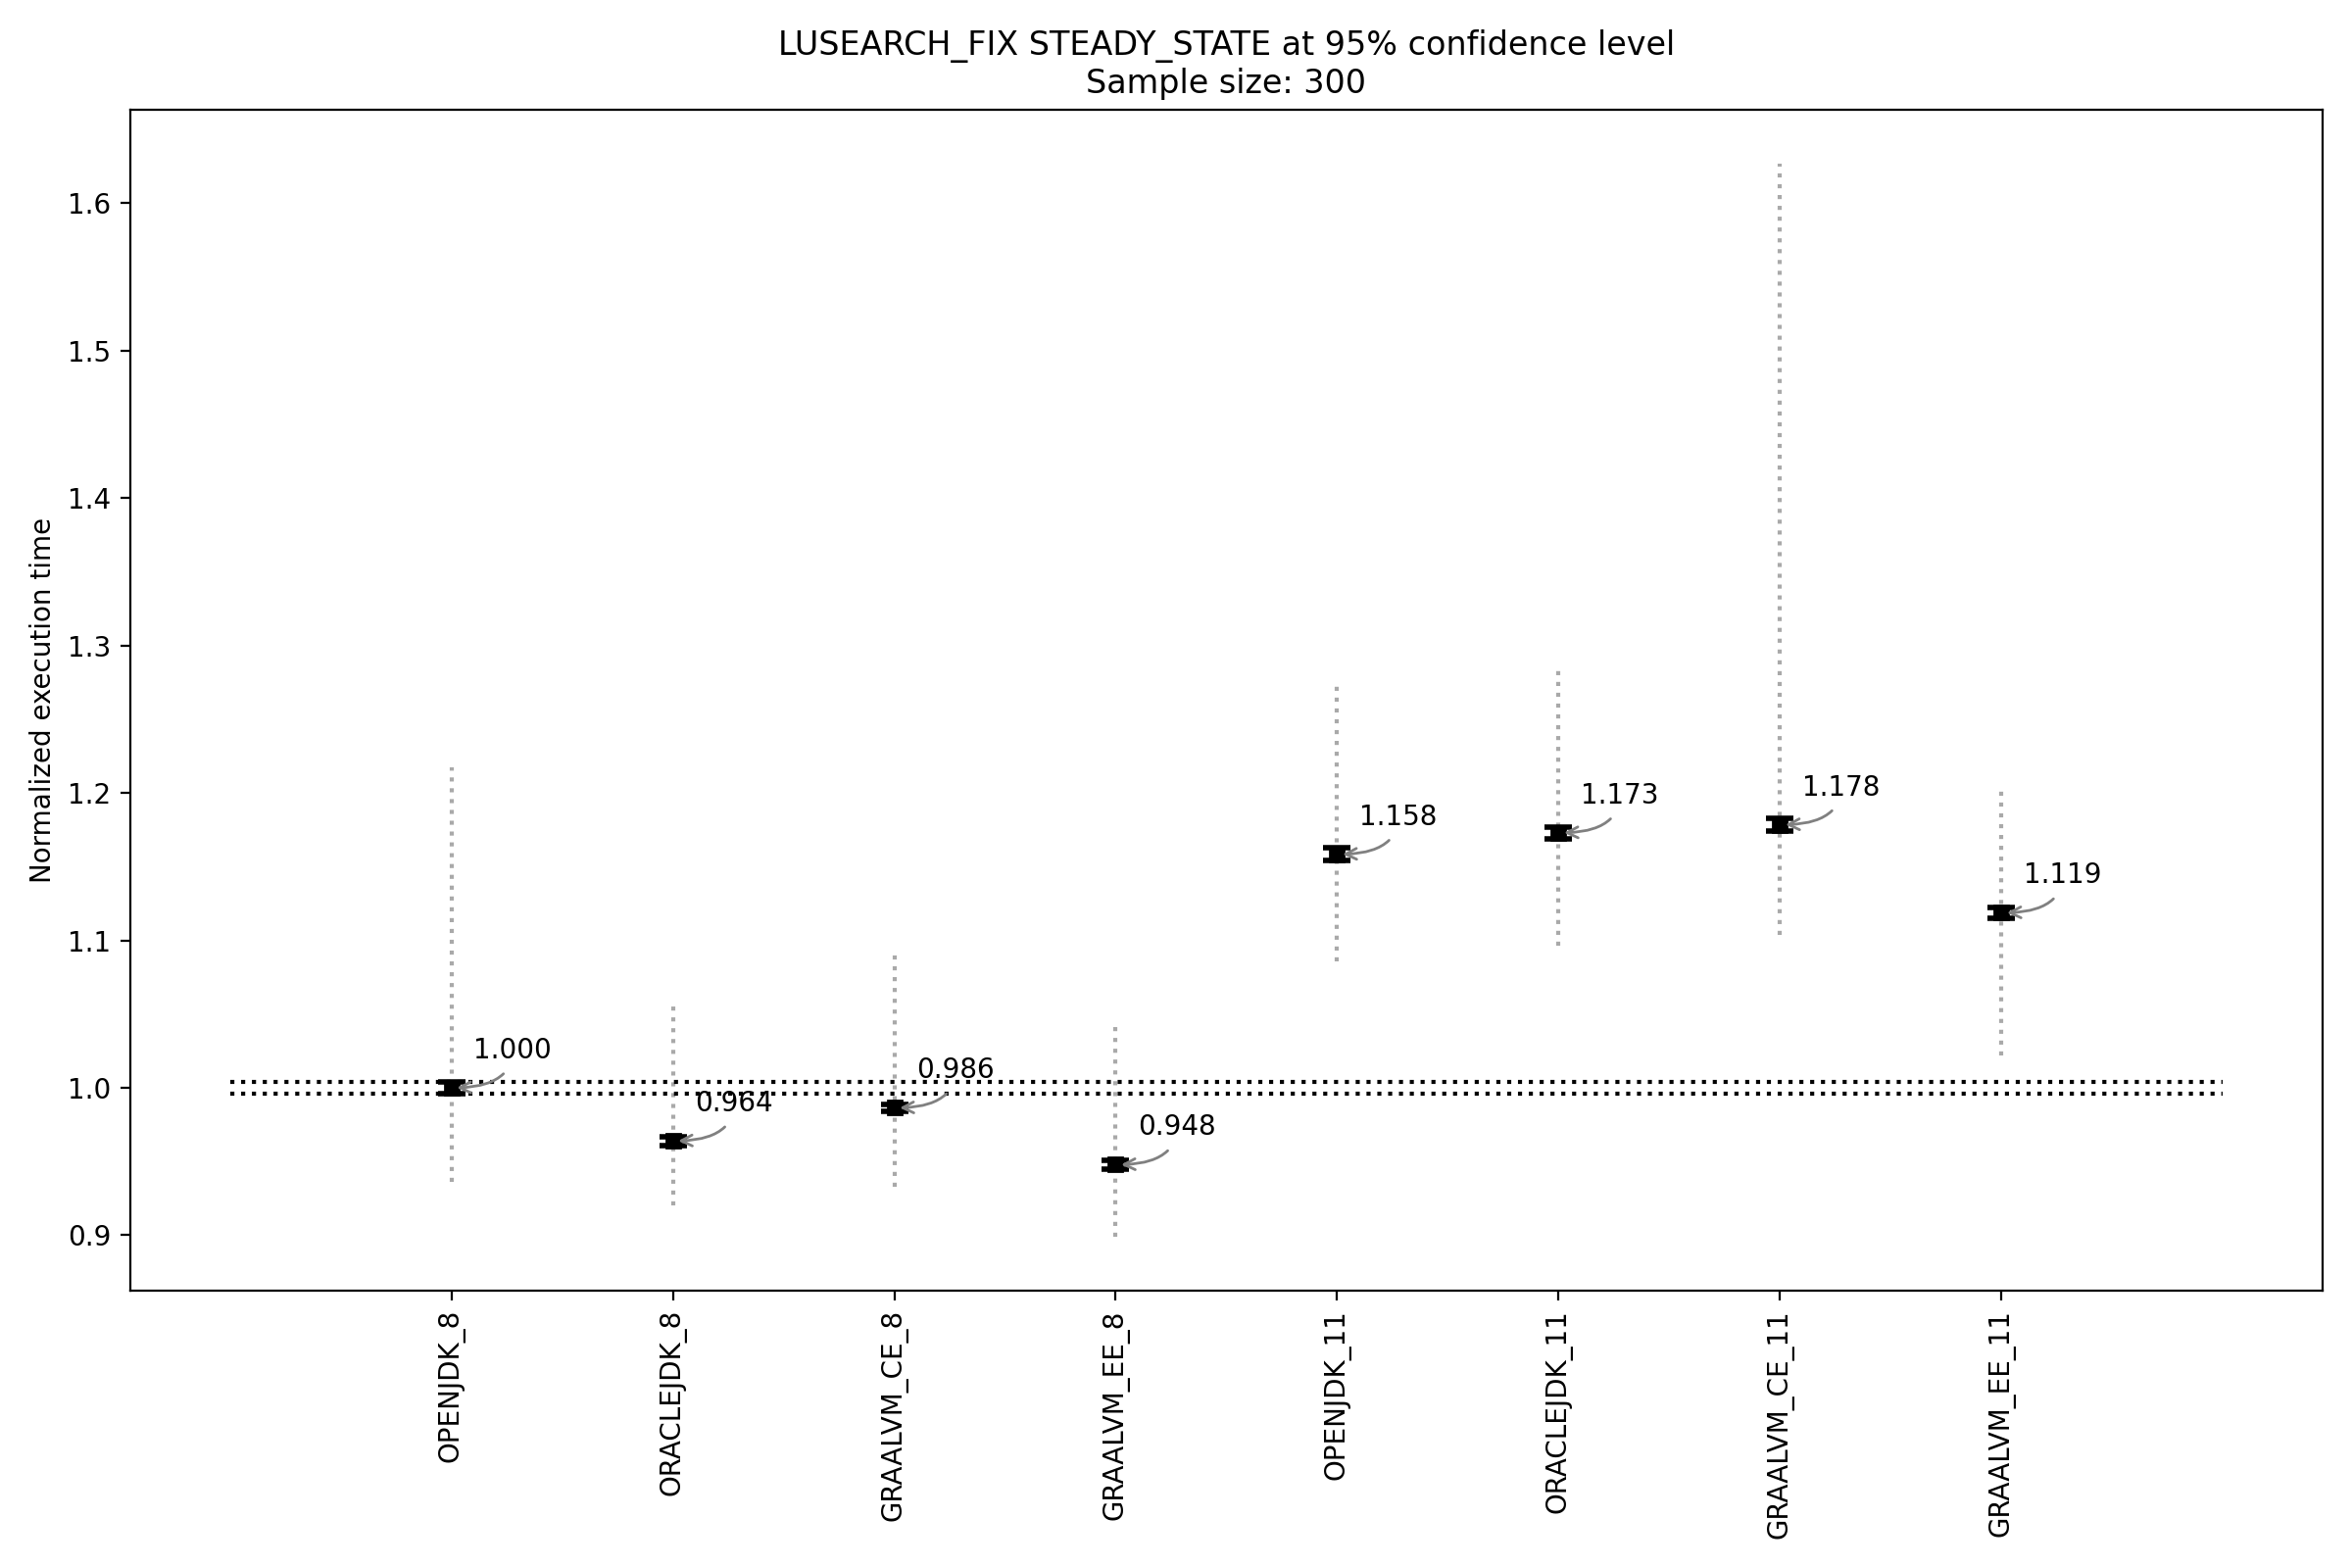 LUSEARCH_FIX STEADY_STATE at 95% confidence level
Sample size: 300
Normalized execution time
1.6
1.5
1.4
1.3
1.2
1.1
1.0
0.9
1.000
0.964
0.986
0.948
1.158
1.173
1.178
1.119
OPENJDK_8
ORACLEJDK_8
GRAALVM_CE_8
GRAALVM_EE_8
OPENJDK_11
ORACLEJDK_11
GRAALVM_CE_11
GRAALVM_EE_11